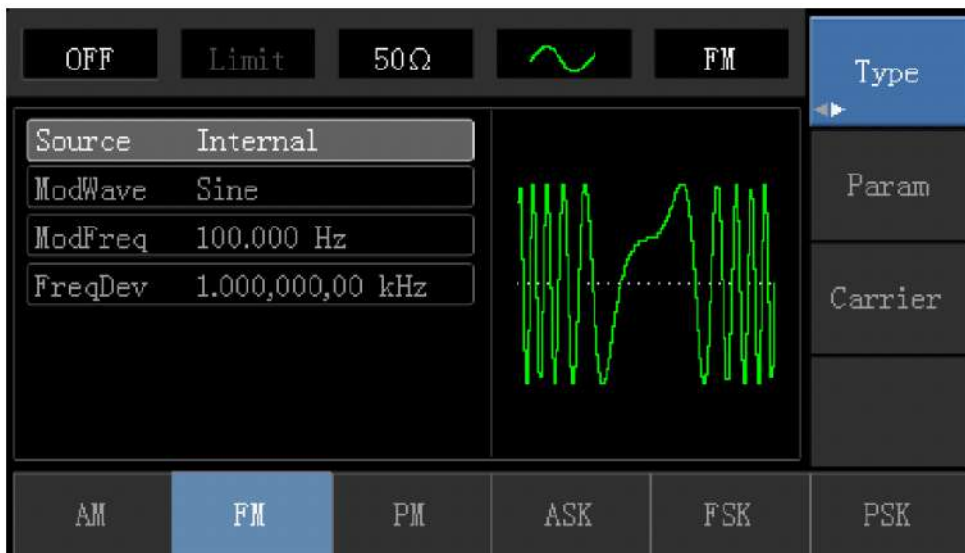 OFF Limit 50Ω FM Type
Source Internal
ModWave Sine
ModFreq 100.000 Hz
FreqDev 1.000,000,00 kHz
Param
Carrier
AM FM PM ASK FSK PSK